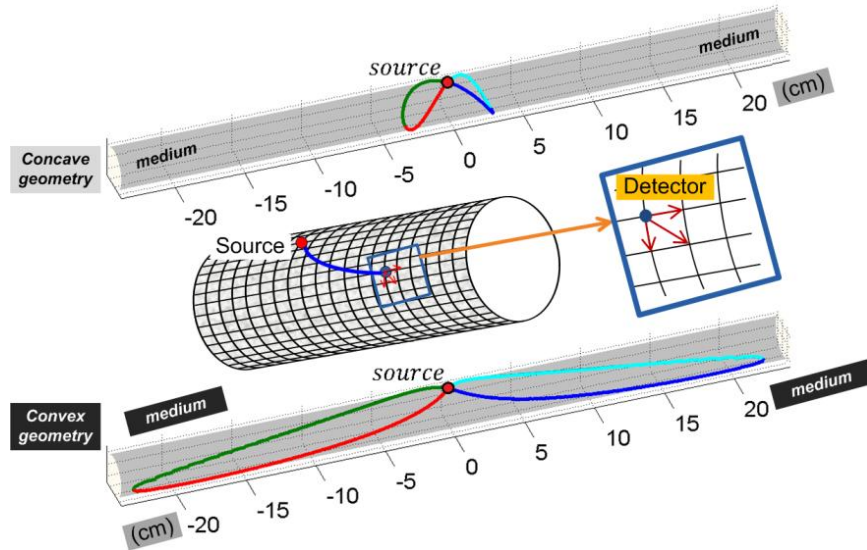 medium
source
(cm)
20
15
10
5
0
-5
-10
-15
-20
medium
Concave
geometry
Detector
Source
source
medium
medium
Convex
geometry
20
15
10
5
0
-5
-10
-15
-20
(cm)